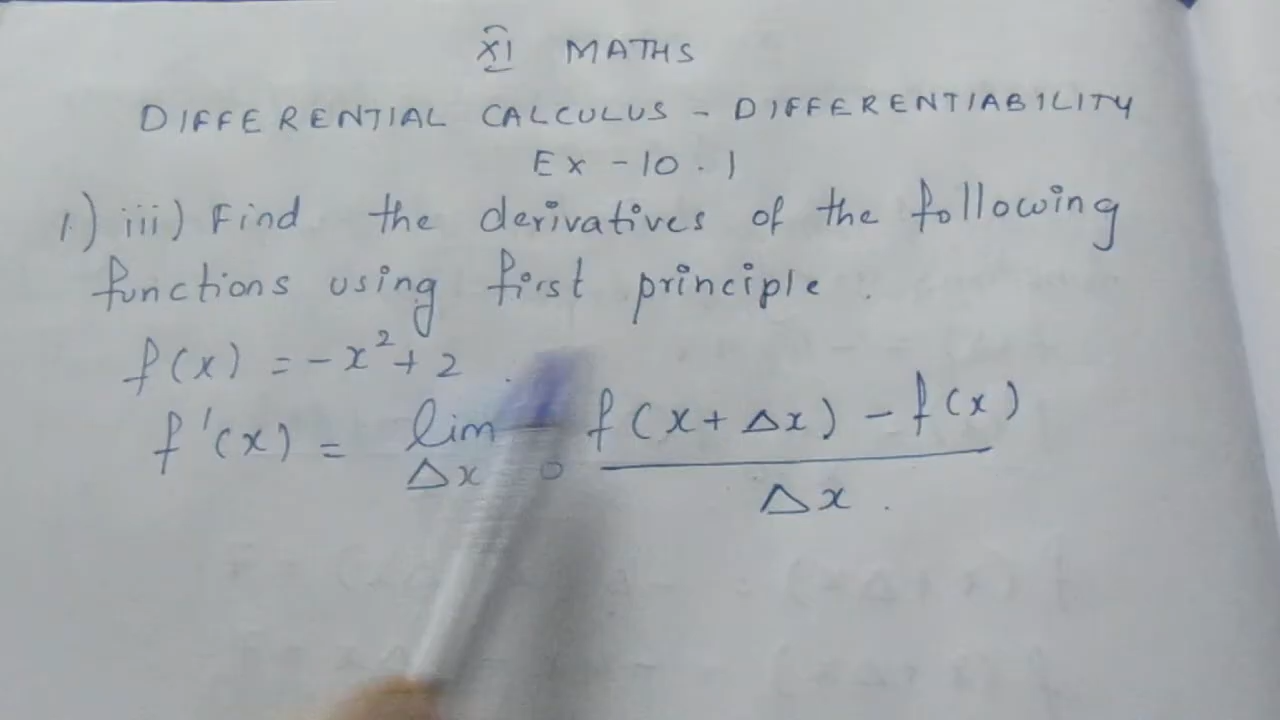 XI MATHS
DIFFERENTIAL CALCULUS - DIFFERENTIABILITY
Ex - 10.1
1) iii) Find the derivatives of the following
functions using first principle.
f(x) = -x² + 2.
f'(x) = lim f(x + Δx) - f(x)
Δx 0 Δx.